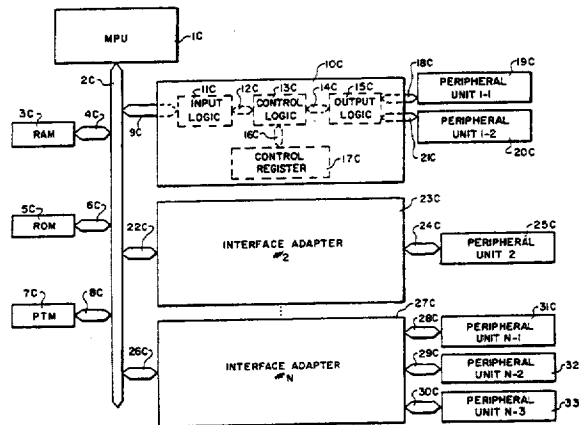 MPU
1C
2C
3C
4C
RAM
5C
6C
ROM
7C
8C
PTM
9C
10C
11C
INPUT
LOGIC
12C
13C
CONTROL
LOGIC
14C
15C
OUTPUT
LOGIC
16C
CONTROL
REGISTER
17C
18C
19C
PERIPHERAL
UNIT 1-1
PERIPHERAL
UNIT 1-2
20C
21C
22C
23C
INTERFACE ADAPTER
#2
24C
25C
PERIPHERAL
UNIT 2
26C
27C
INTERFACE ADAPTER
#N
28C
31C
PERIPHERAL
UNIT N-1
29C
PERIPHERAL
UNIT N-2
32
30C
PERIPHERAL
UNIT N-3
33